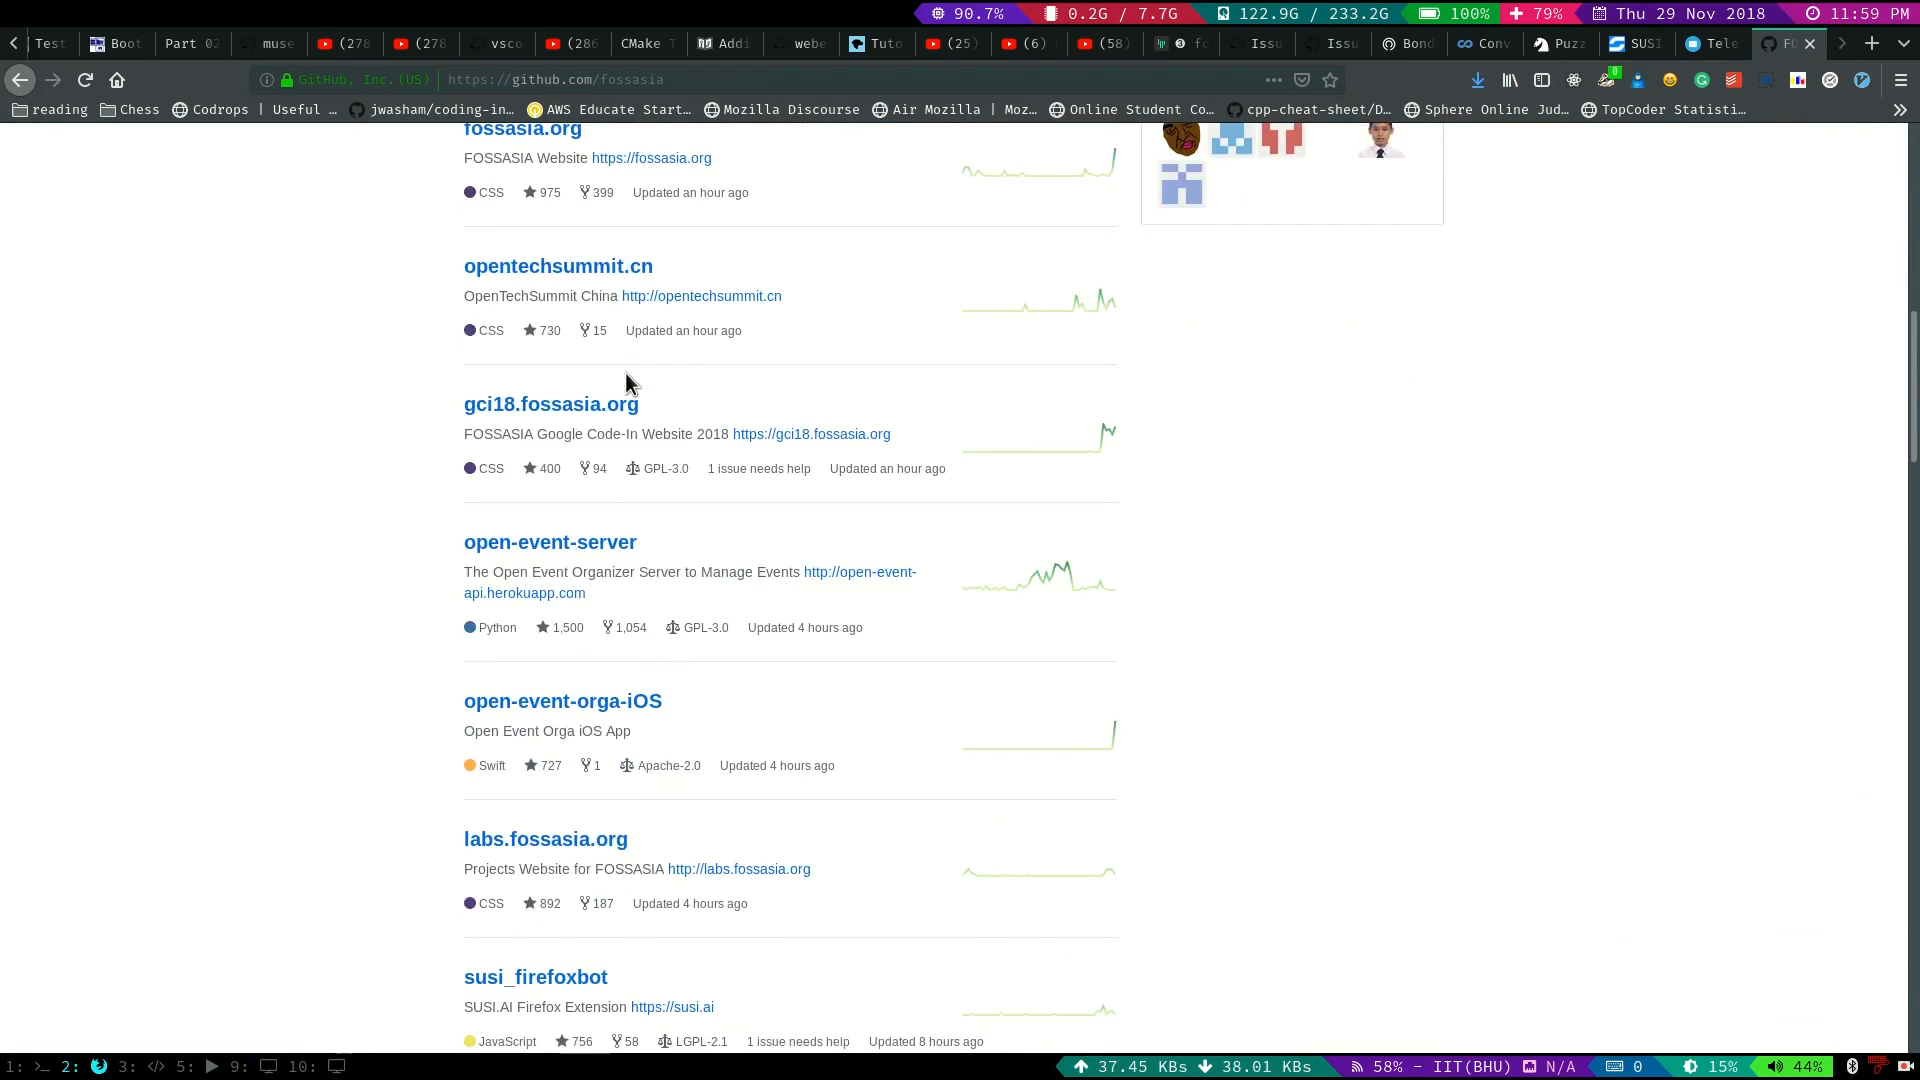 90.7% 0.2G / 7.7G 122.9G / 233.2G 100% 79% Thu 29 Nov 2018 11:59 PM
Test Boot Part 02 muse (278 (278 vsco (286 CMake T Addi webe Tuto (25) (6) (58) Issu Issu Bond Conv Puzz SUSI Tele FO
GitHub, Inc. (US) https://github.com/fossasia
reading Chess Codrops | Useful … jwasham/coding-in… AWS Educate Start… Mozilla Discourse Air Mozilla | Moz… Online Student Co… cpp-cheat-sheet/D… Sphere Online Jud… TopCoder Statisti…
fossasia.org
FOSSASIA Website https://fossasia.org
CSS 975 399 Updated an hour ago
opentechsummit.cn
OpenTechSummit China http://opentechsummit.cn
CSS 730 15 Updated an hour ago
gci18.fossasia.org
FOSSASIA Google Code-In Website 2018 https://gci18.fossasia.org
CSS 400 94 GPL-3.0 1 issue needs help Updated an hour ago
open-event-server
The Open Event Organizer Server to Manage Events http://open-event-
api.herokuapp.com
Python 1,500 1,054 GPL-3.0 Updated 4 hours ago
open-event-orga-iOS
Open Event Orga iOS App
Swift 727 1 Apache-2.0 Updated 4 hours ago
labs.fossasia.org
Projects Website for FOSSASIA http://labs.fossasia.org
CSS 892 187 Updated 4 hours ago
susi_firefoxbot
SUSI.AI Firefox Extension https://susi.ai
JavaScript 756 58 LGPL-2.1 1 issue needs help Updated 8 hours ago
1: 2: 3: 5: 9: 10: 37.45 KBs 38.01 KBs 58% - IIT(BHU) N/A 0 15% 44%